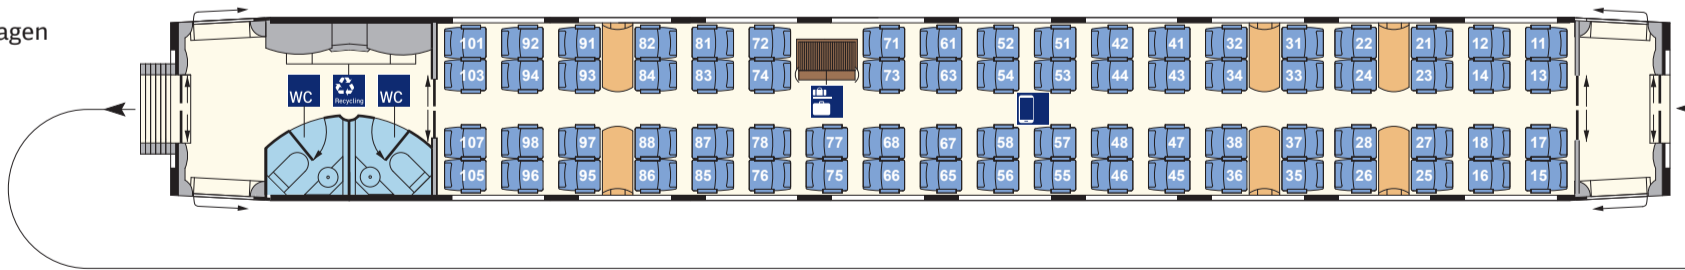 agen
101 92 91 82 81 72 71 61 52 51 42 41 32 31 22 21 12 11
103 94 93 84 83 74 73 63 54 53 44 43 34 33 24 23 14 13
WC Recycling WC
107 98 97 88 87 78 77 68 67 58 57 48 47 38 37 28 27 18 17
105 96 95 86 85 76 75 66 65 56 55 46 45 36 35 26 25 16 15